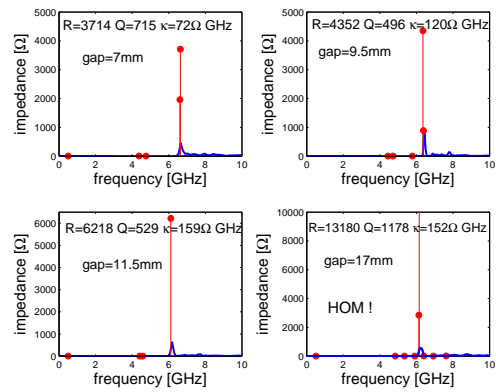 R=3714 Q=715 κ=72Ω GHz
gap=7mm
impedance [Ω]
5000
4000
3000
2000
1000
0
0 2 4 6 8 10
frequency [GHz]
R=4352 Q=496 κ=120Ω GHz
gap=9.5mm
impedance [Ω]
5000
4000
3000
2000
1000
0
0 2 4 6 8 10
frequency [GHz]
R=6218 Q=529 κ=159Ω GHz
gap=11.5mm
impedance [Ω]
6000
5000
4000
3000
2000
1000
0
0 2 4 6 8 10
frequency [GHz]
R=13180 Q=1178 κ=152Ω GHz
gap=17mm
HOM !
impedance [Ω]
10000
8000
6000
4000
2000
0
0 2 4 6 8 10
frequency [GHz]